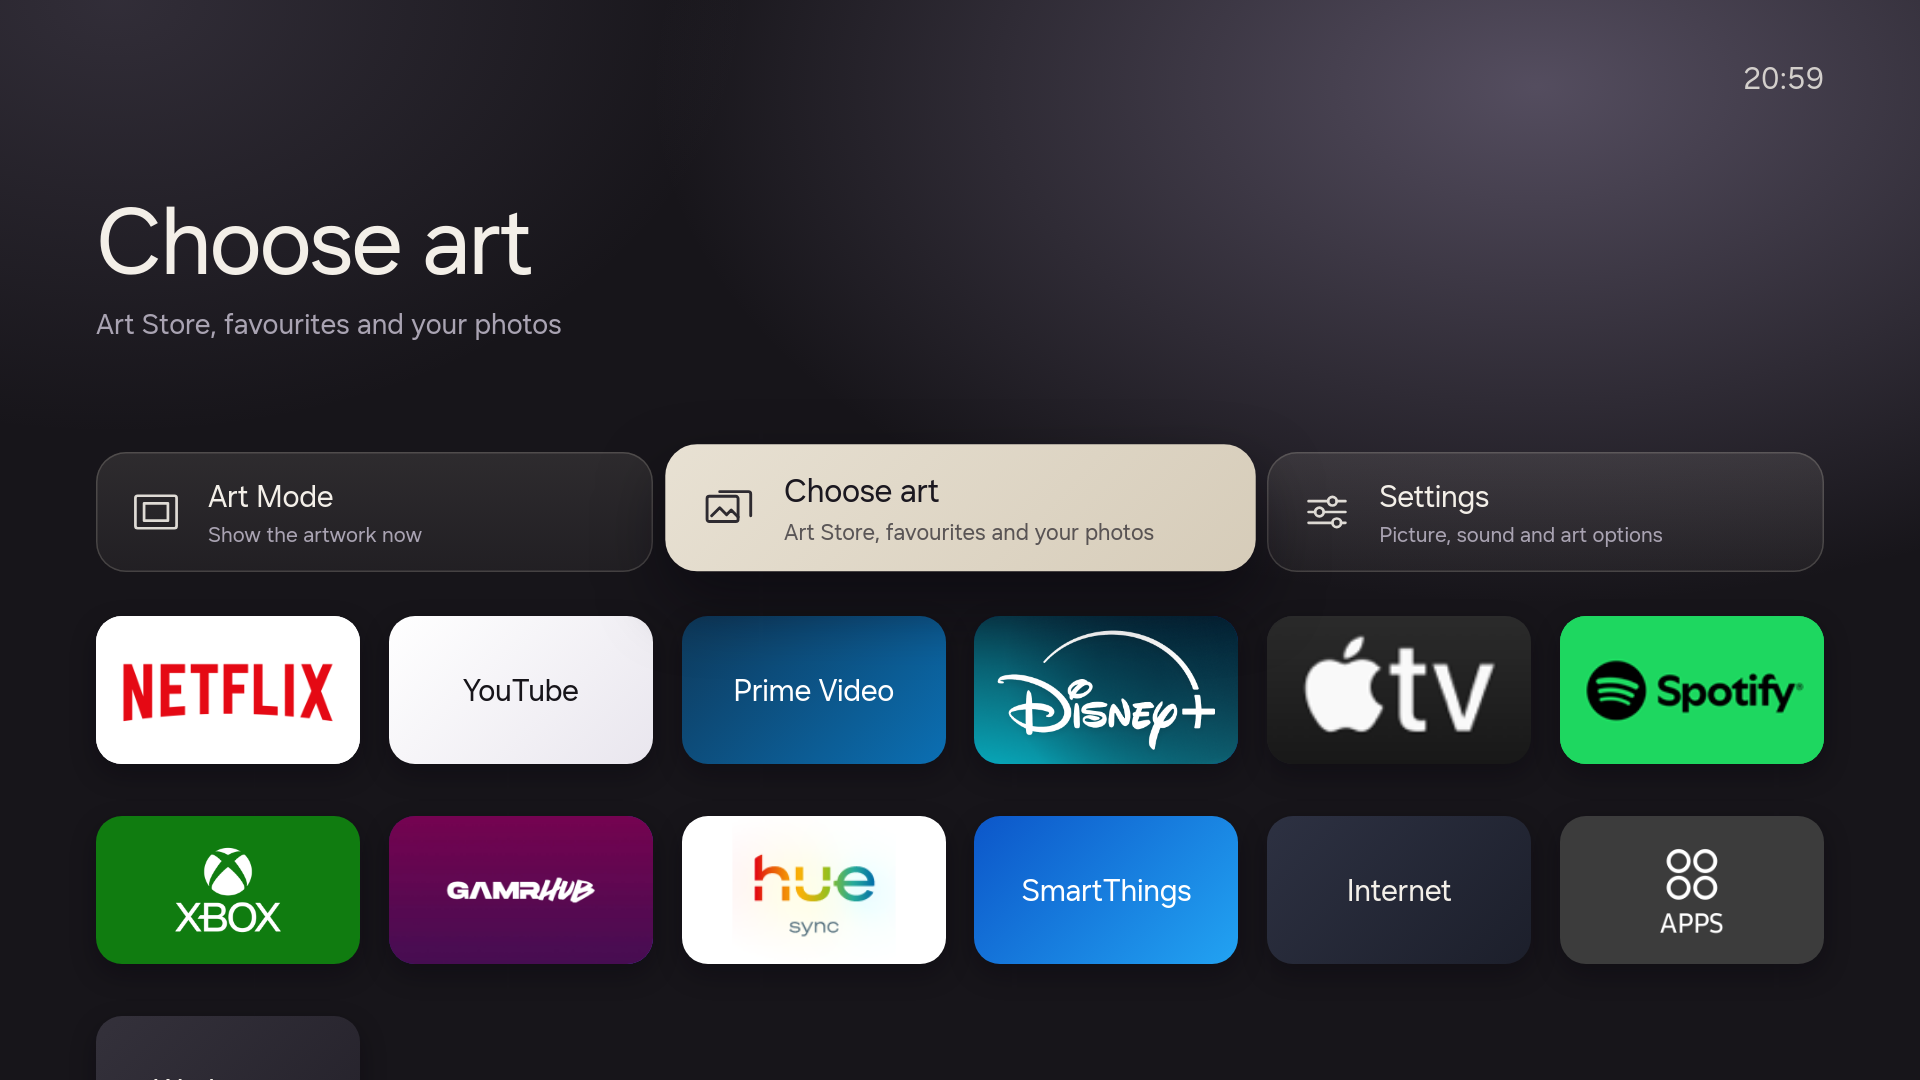 20:59
Choose art
Art Store, favourites and your photos
Art Mode
Show the artwork now
Choose art
Art Store, favourites and your photos
Settings
Picture, sound and art options
NETFLIX
YouTube
Prime Video
Disney+
tv
Spotify
XBOX
GAMRHUB
hue
sync
SmartThings
Internet
APPS